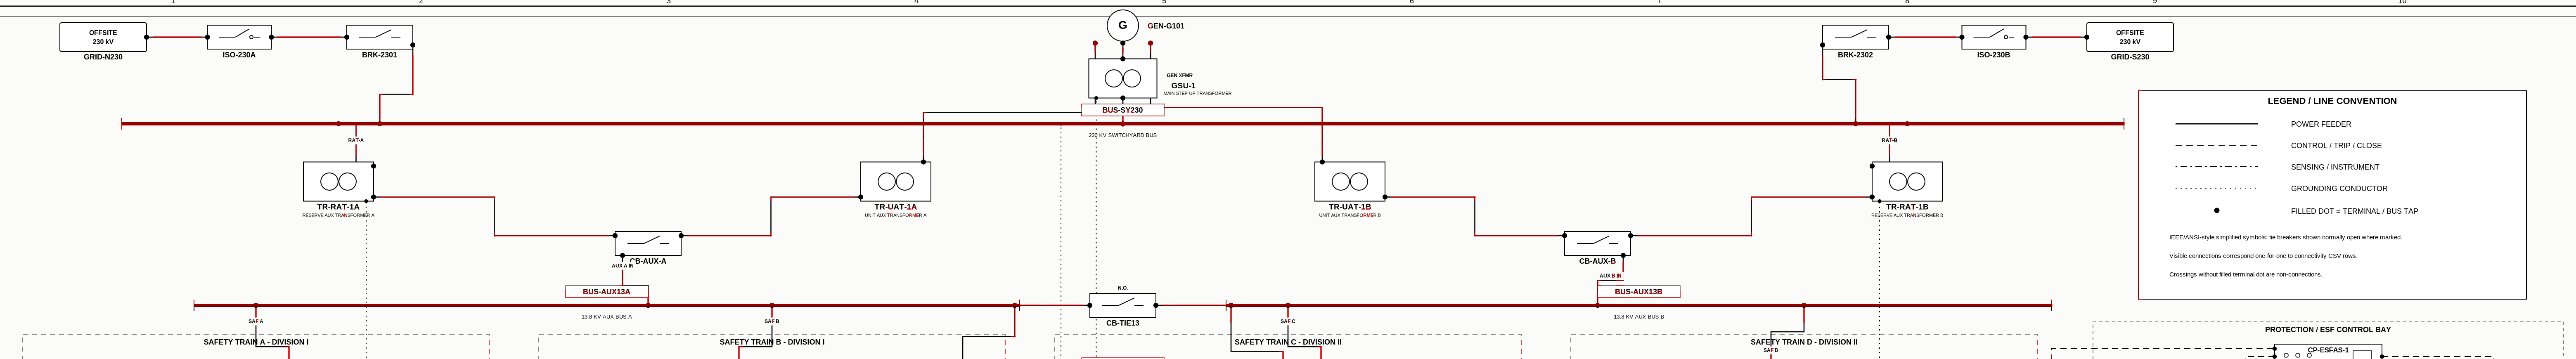 1 2 3 4 5 6 7 8 9 10
OFFSITE
230 kV
GRID-N230
ISO-230A
BRK-2301
G
GEN-G101
GEN XFMR
GSU-1
MAIN STEP-UP TRANSFORMER
BUS-SY230
230 KV SWITCHYARD BUS
BRK-2302
ISO-230B
OFFSITE
230 kV
GRID-S230
LEGEND / LINE CONVENTION
POWER FEEDER
CONTROL / TRIP / CLOSE
SENSING / INSTRUMENT
GROUNDING CONDUCTOR
FILLED DOT = TERMINAL / BUS TAP
IEEE/ANSI-style simplified symbols; tie breakers shown normally open where marked.
Visible connections correspond one-for-one to connectivity CSV rows.
Crossings without filled terminal dot are non-connections.
RAT-A
RAT-B
TR-RAT-1A
RESERVE AUX TRANSFORMER A
TR-UAT-1A
UNIT AUX TRANSFORMER A
TR-UAT-1B
UNIT AUX TRANSFORMER B
TR-RAT-1B
RESERVE AUX TRANSFORMER B
CB-AUX-A
AUX A IN
CB-AUX-B
AUX B IN
BUS-AUX13A
13.8 KV AUX BUS A
N.O.
CB-TIE13
BUS-AUX13B
13.8 KV AUX BUS B
SAF A
SAF B
SAF C
SAFETY TRAIN A - DIVISION I
SAFETY TRAIN B - DIVISION I
SAFETY TRAIN C - DIVISION II
SAFETY TRAIN D - DIVISION II
SAF D
PROTECTION / ESF CONTROL BAY
CP-ESFAS-1